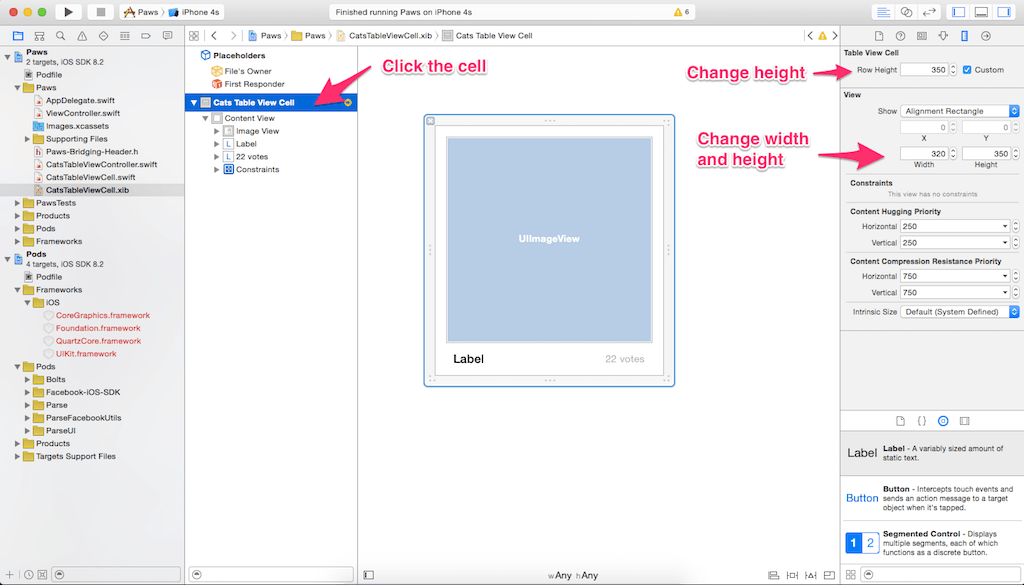 Paws
iPhone 4s
Finished running Paws on iPhone 4s
6
Paws
2 targets, iOS SDK 8.2
Podfile
Paws
AppDelegate.swift
ViewController.swift
Images.xcassets
Supporting Files
Paws-Bridging-Header.h
CatsTableViewController.swift
CatsTableViewCell.swift
CatsTableViewCell.xib
PawsTests
Products
Pods
Frameworks
Pods
4 targets, iOS SDK 8.2
Podfile
Frameworks
iOS
CoreGraphics.framework
Foundation.framework
QuartzCore.framework
UIKit.framework
Pods
Bolts
Facebook-iOS-SDK
Parse
ParseFacebookUtils
ParseUI
Products
Targets Support Files
Paws
Paws
CatsTableViewCell.xib
Cats Table View Cell
Placeholders
File's Owner
First Responder
Cats Table View Cell
Content View
Image View
L Label
L 22 votes
Constraints
Click the cell
Change height
Change width
and height
UIImageView
Label
22 votes
wAny hAny
Table View Cell
Row Height 350 Custom
View
Show Alignment Rectangle
0 0
X Y
320 350
Width Height
Constraints
This view has no constraints
Content Hugging Priority
Horizontal 250
Vertical 250
Content Compression Resistance Priority
Horizontal 750
Vertical 750
Intrinsic Size Default (System Defined)
{ }
Label
Label - A variably sized amount of
static text.
Button
Button - Intercepts touch events and
sends an action message to a target
object when it's tapped.
1 2
Segmented Control - Displays
multiple segments, each of which
functions as a discrete button.